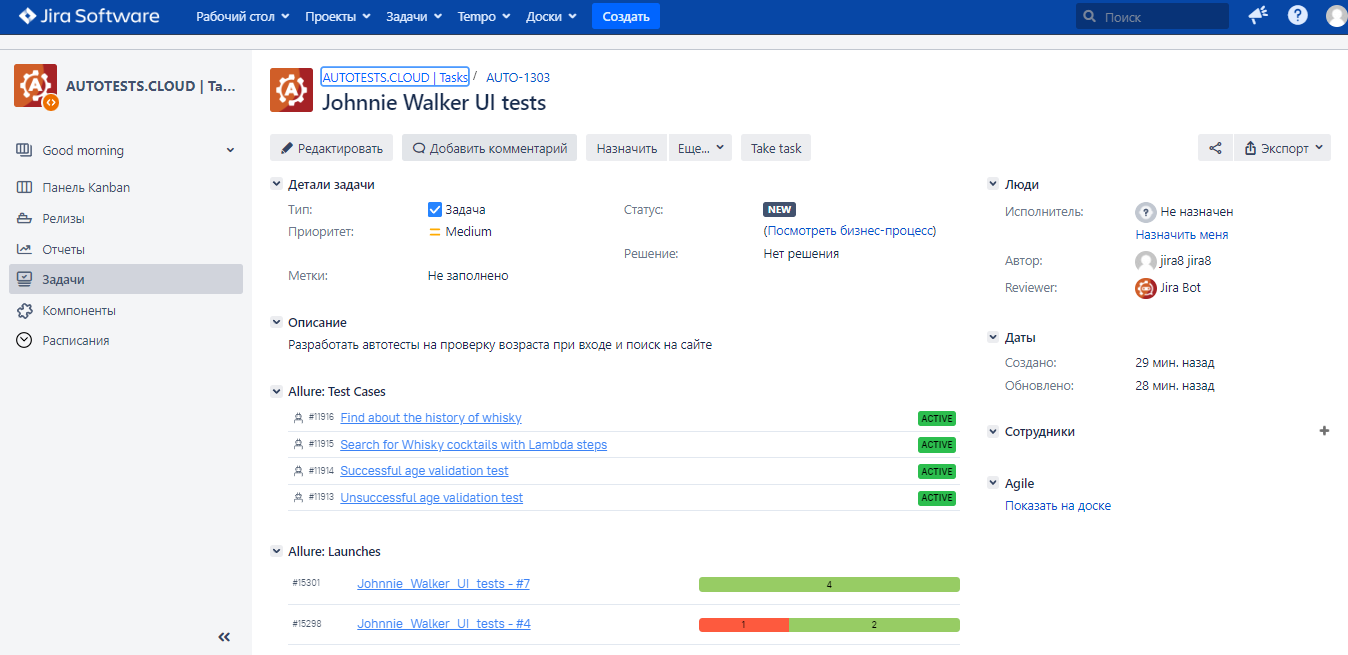 Jira Software Рабочий стол Проекты Задачи Tempo Доски Создать Поиск ?
AUTOTESTS.CLOUD | Ta...
Good morning
Панель Kanban
Релизы
Отчеты
Задачи
Компоненты
Расписания
AUTOTESTS.CLOUD | Tasks / AUTO-1303
Johnnie Walker UI tests
Редактировать Добавить комментарий Назначить Еще... Take task Экспорт
Детали задачи
Тип: Задача Статус: NEW
Приоритет: Medium (Посмотреть бизнес-процесс)
Решение: Нет решения
Метки: Не заполнено
Описание
Разработать автотесты на проверку возраста при входе и поиск на сайте
Allure: Test Cases
#11916 Find about the history of whisky ACTIVE
#11915 Search for Whisky cocktails with Lambda steps ACTIVE
#11914 Successful age validation test ACTIVE
#11913 Unsuccessful age validation test ACTIVE
Allure: Launches
#15301 Johnnie_Walker_UI_tests - #7 4
#15298 Johnnie_Walker_UI_tests - #4 1 2
Люди
Исполнитель: ? Не назначен
Назначить меня
Автор: jira8 jira8
Reviewer: Jira Bot
Даты
Создано: 29 мин. назад
Обновлено: 28 мин. назад
Сотрудники
Agile
Показать на доске